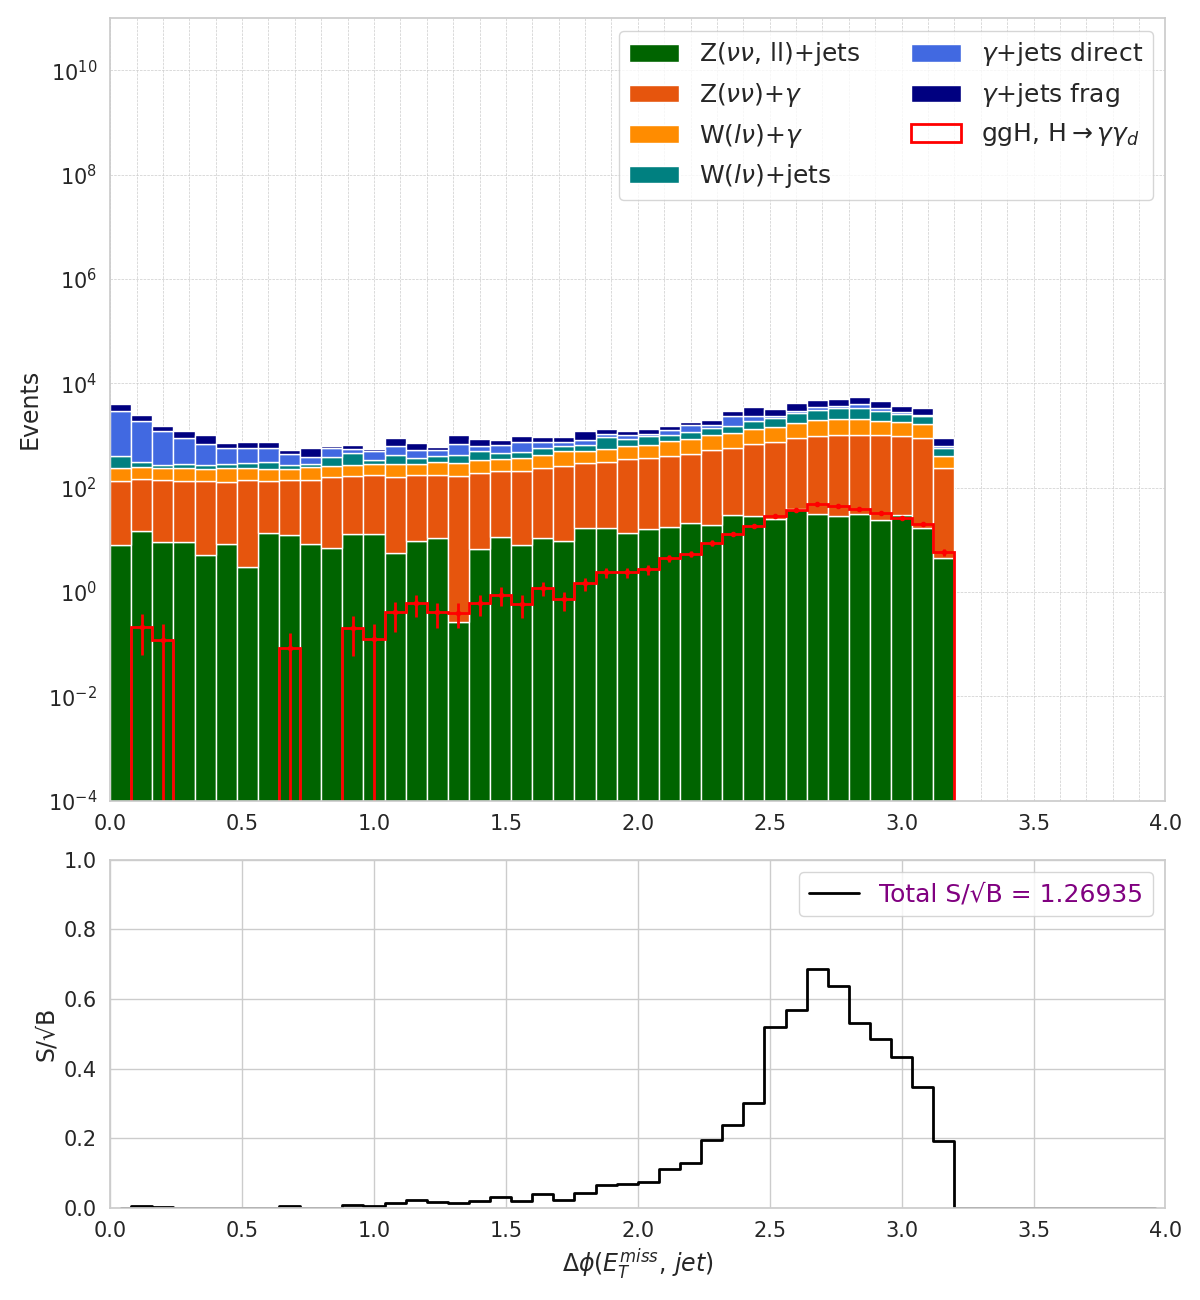 Z(νν, ll)+jets
Z(νν)+γ
W(lν)+γ
W(lν)+jets
γ+jets direct
γ+jets frag
ggH, H→γγ_d
Events
10^10
10^8
10^6
10^4
10^2
10^0
10^−2
10^−4
0.0 0.5 1.0 1.5 2.0 2.5 3.0 3.5 4.0
Total S/√B = 1.26935
S/√B
1.0
0.8
0.6
0.4
0.2
0.0
0.0 0.5 1.0 1.5 2.0 2.5 3.0 3.5 4.0
Δϕ(E_T^miss, jet)